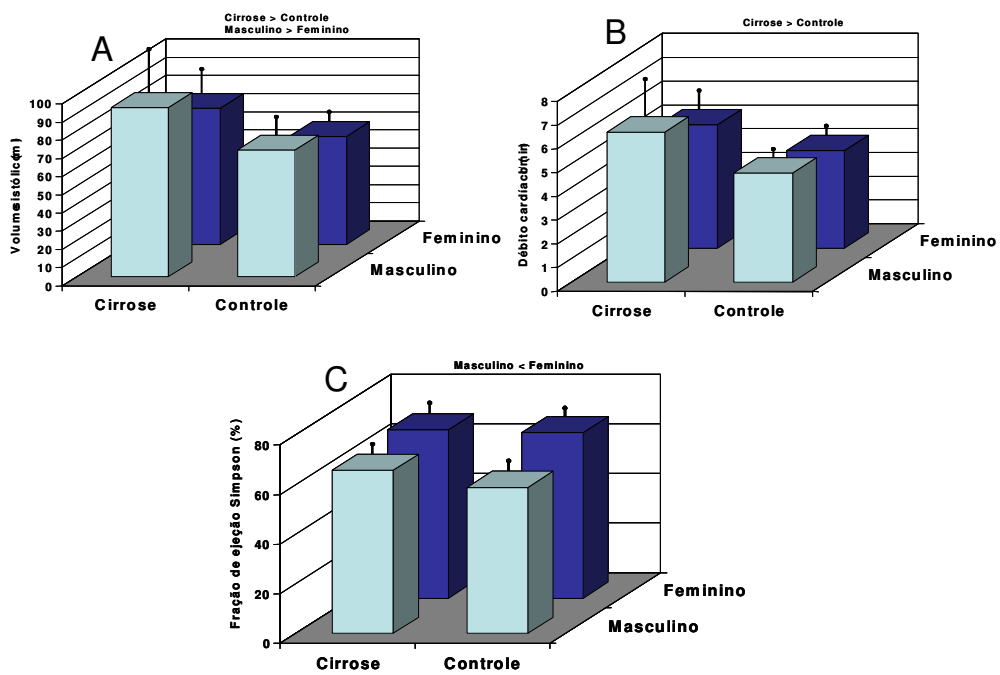 A
Cirrose > Controle
Masculino > Feminino
100
90
80
70
60
50
40
30
20
10
0
Cirrose
Controle
Masculino
Feminino
B
Cirrose > Controle
Débito
8
7
6
5
4
3
2
1
0
Cirrose
Controle
Masculino
Feminino
C
Masculino < Feminino
Fração de ejeção Simpson (%)
80
60
40
20
0
Cirrose
Controle
Masculino
Feminino